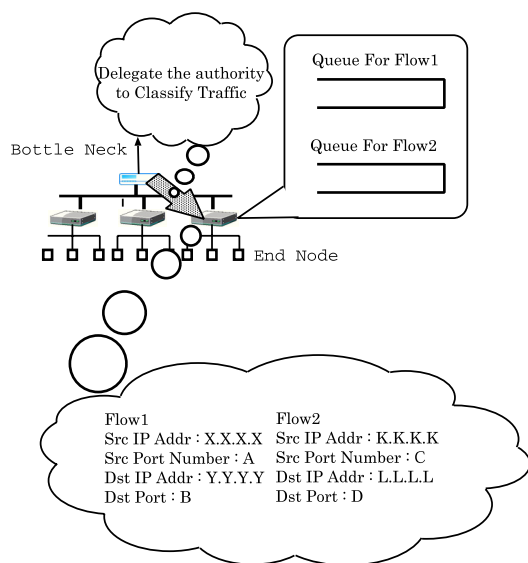 Delegate the authority
to Classify Traffic
Queue For Flow1
Queue For Flow2
Bottle Neck
End Node
Flow1
Src IP Addr : X.X.X.X
Src Port Number : A
Dst IP Addr : Y.Y.Y.Y
Dst Port : B
Flow2
Src IP Addr : K.K.K.K
Src Port Number : C
Dst IP Addr : L.L.L.L
Dst Port : D